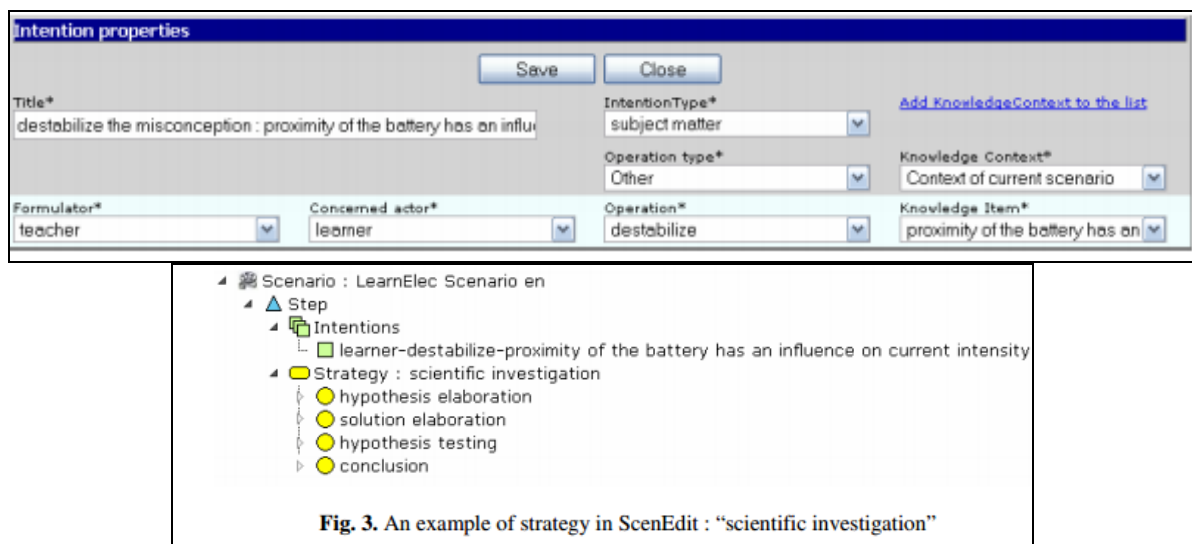 Intention properties
Save Close
Title* IntentionType* Add KnowledgeContext to the list
destabilize the misconception : proximity of the battery has an influ subject matter
Operation type* Knowledge Context*
Other Context of current scenario
Formulator* Concerned actor* Operation* Knowledge Item*
teacher learner destabilize proximity of the battery has an
Scenario : LearnElec Scenario en
Step
Intentions
learner-destabilize-proximity of the battery has an influence on current intensity
Strategy : scientific investigation
hypothesis elaboration
solution elaboration
hypothesis testing
conclusion
Fig. 3. An example of strategy in ScenEdit : “scientific investigation”